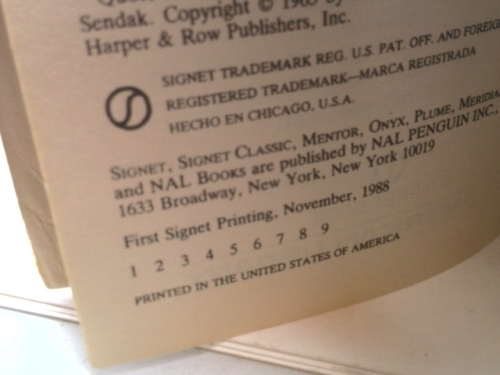 Sendak. Copyright © 1963 by
Harper & Row Publishers, Inc.
SIGNET TRADEMARK REG. U.S. PAT. OFF. AND FOREIGN
REGISTERED TRADEMARK—MARCA REGISTRADA
HECHO EN CHICAGO, U.S.A.
SIGNET, SIGNET CLASSIC, MENTOR, ONYX, PLUME, MERIDIAN
and NAL BOOKS are published by NAL PENGUIN INC.,
1633 Broadway, New York, New York 10019
First Signet Printing, November, 1988
1 2 3 4 5 6 7 8 9
PRINTED IN THE UNITED STATES OF AMERICA